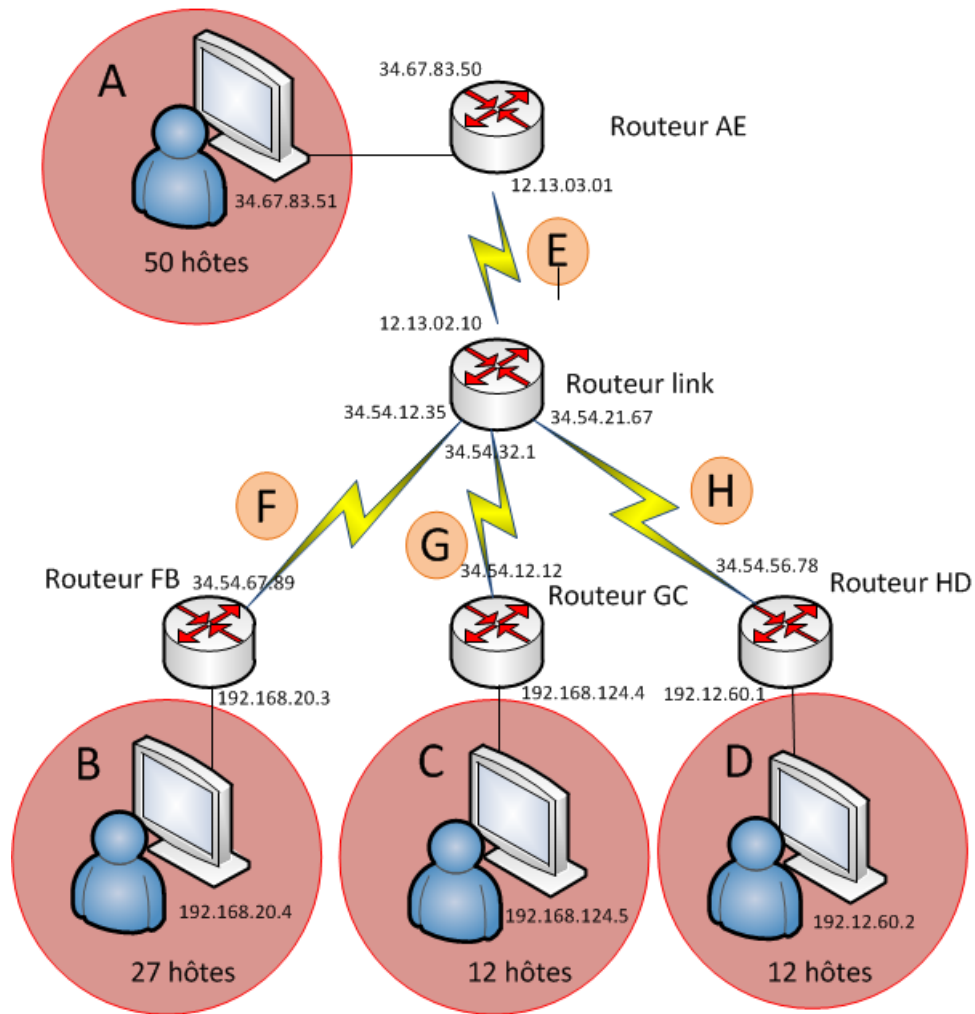 A
34.67.83.50
Routeur AE
34.67.83.51
12.13.03.01
50 hôtes
E
12.13.02.10
Routeur link
34.54.12.35
34.54.21.67
34.54.32.1
F
G
H
Routeur FB
34.54.67.89
34.54.12.12
Routeur GC
34.54.56.78
Routeur HD
192.168.20.3
192.168.124.4
192.12.60.1
B
C
D
192.168.20.4
192.168.124.5
192.12.60.2
27 hôtes
12 hôtes
12 hôtes